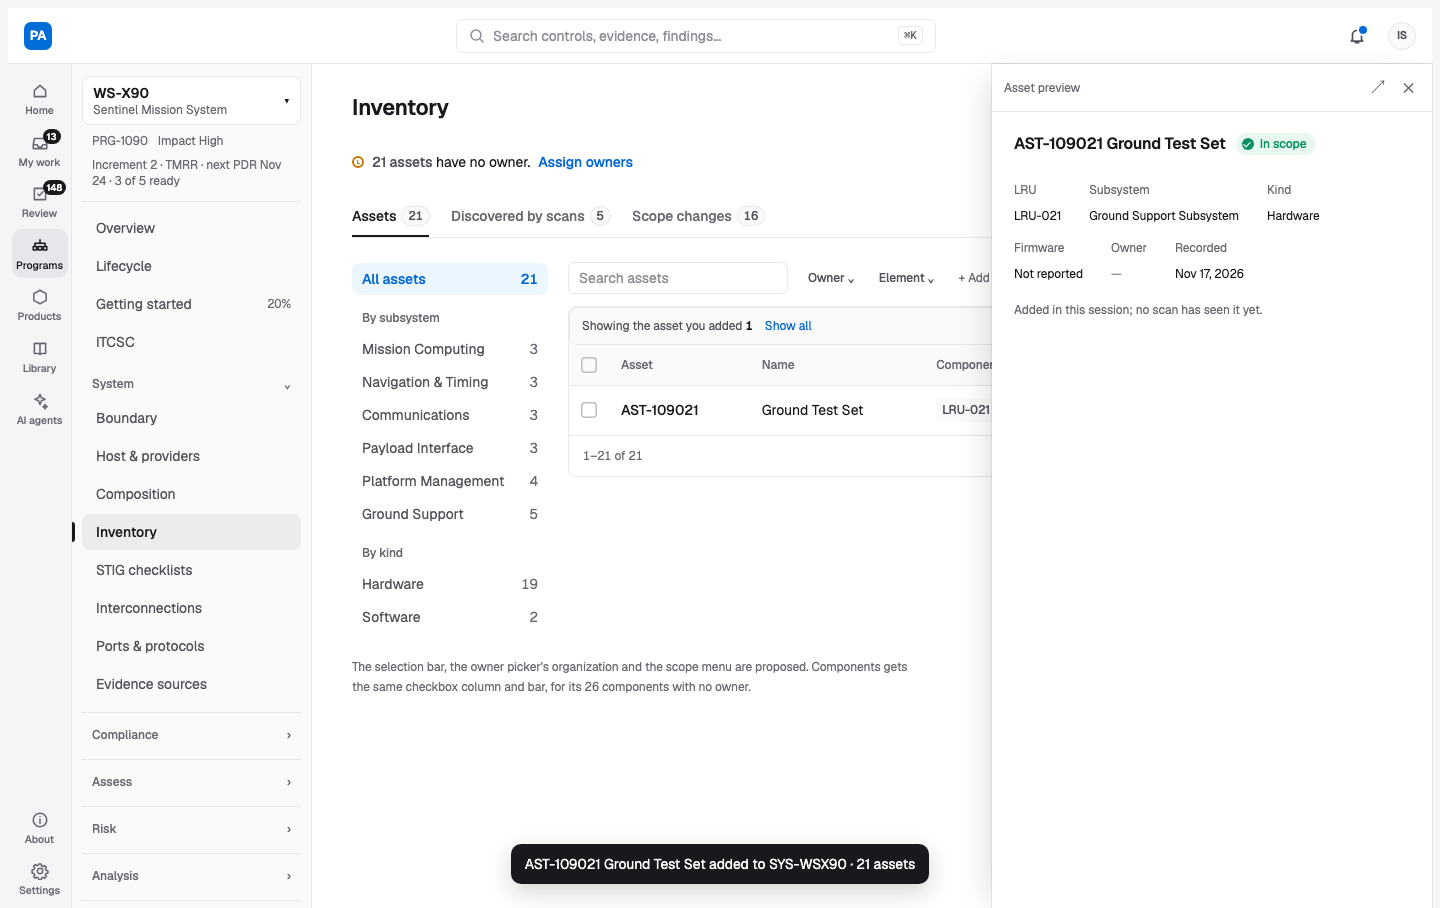 PA
Search controls, evidence, findings...
⌘K
IS
Home
13
My work
148
Review
Programs
Products
Library
AI agents
About
Settings
WS-X90
Sentinel Mission System
PRG-1090 Impact High
Increment 2 · TMRR · next PDR Nov
24 · 3 of 5 ready
Overview
Lifecycle
Getting started 20%
ITCSC
System
Boundary
Host & providers
Composition
Inventory
STIG checklists
Interconnections
Ports & protocols
Evidence sources
Compliance
Assess
Risk
Analysis
Inventory
21 assets have no owner. Assign owners
Assets 21 Discovered by scans 5 Scope changes 16
All assets 21
By subsystem
Mission Computing 3
Navigation & Timing 3
Communications 3
Payload Interface 3
Platform Management 4
Ground Support 5
By kind
Hardware 19
Software 2
Search assets Owner Element + Add
Showing the asset you added 1 Show all
Asset Name Componen
AST-109021 Ground Test Set LRU-021
1–21 of 21
The selection bar, the owner picker's organization and the scope menu are proposed. Components gets
the same checkbox column and bar, for its 26 components with no owner.
Asset preview
AST-109021 Ground Test Set In scope
LRU Subsystem Kind
LRU-021 Ground Support Subsystem Hardware
Firmware Owner Recorded
Not reported — Nov 17, 2026
Added in this session; no scan has seen it yet.
AST-109021 Ground Test Set added to SYS-WSX90 · 21 assets